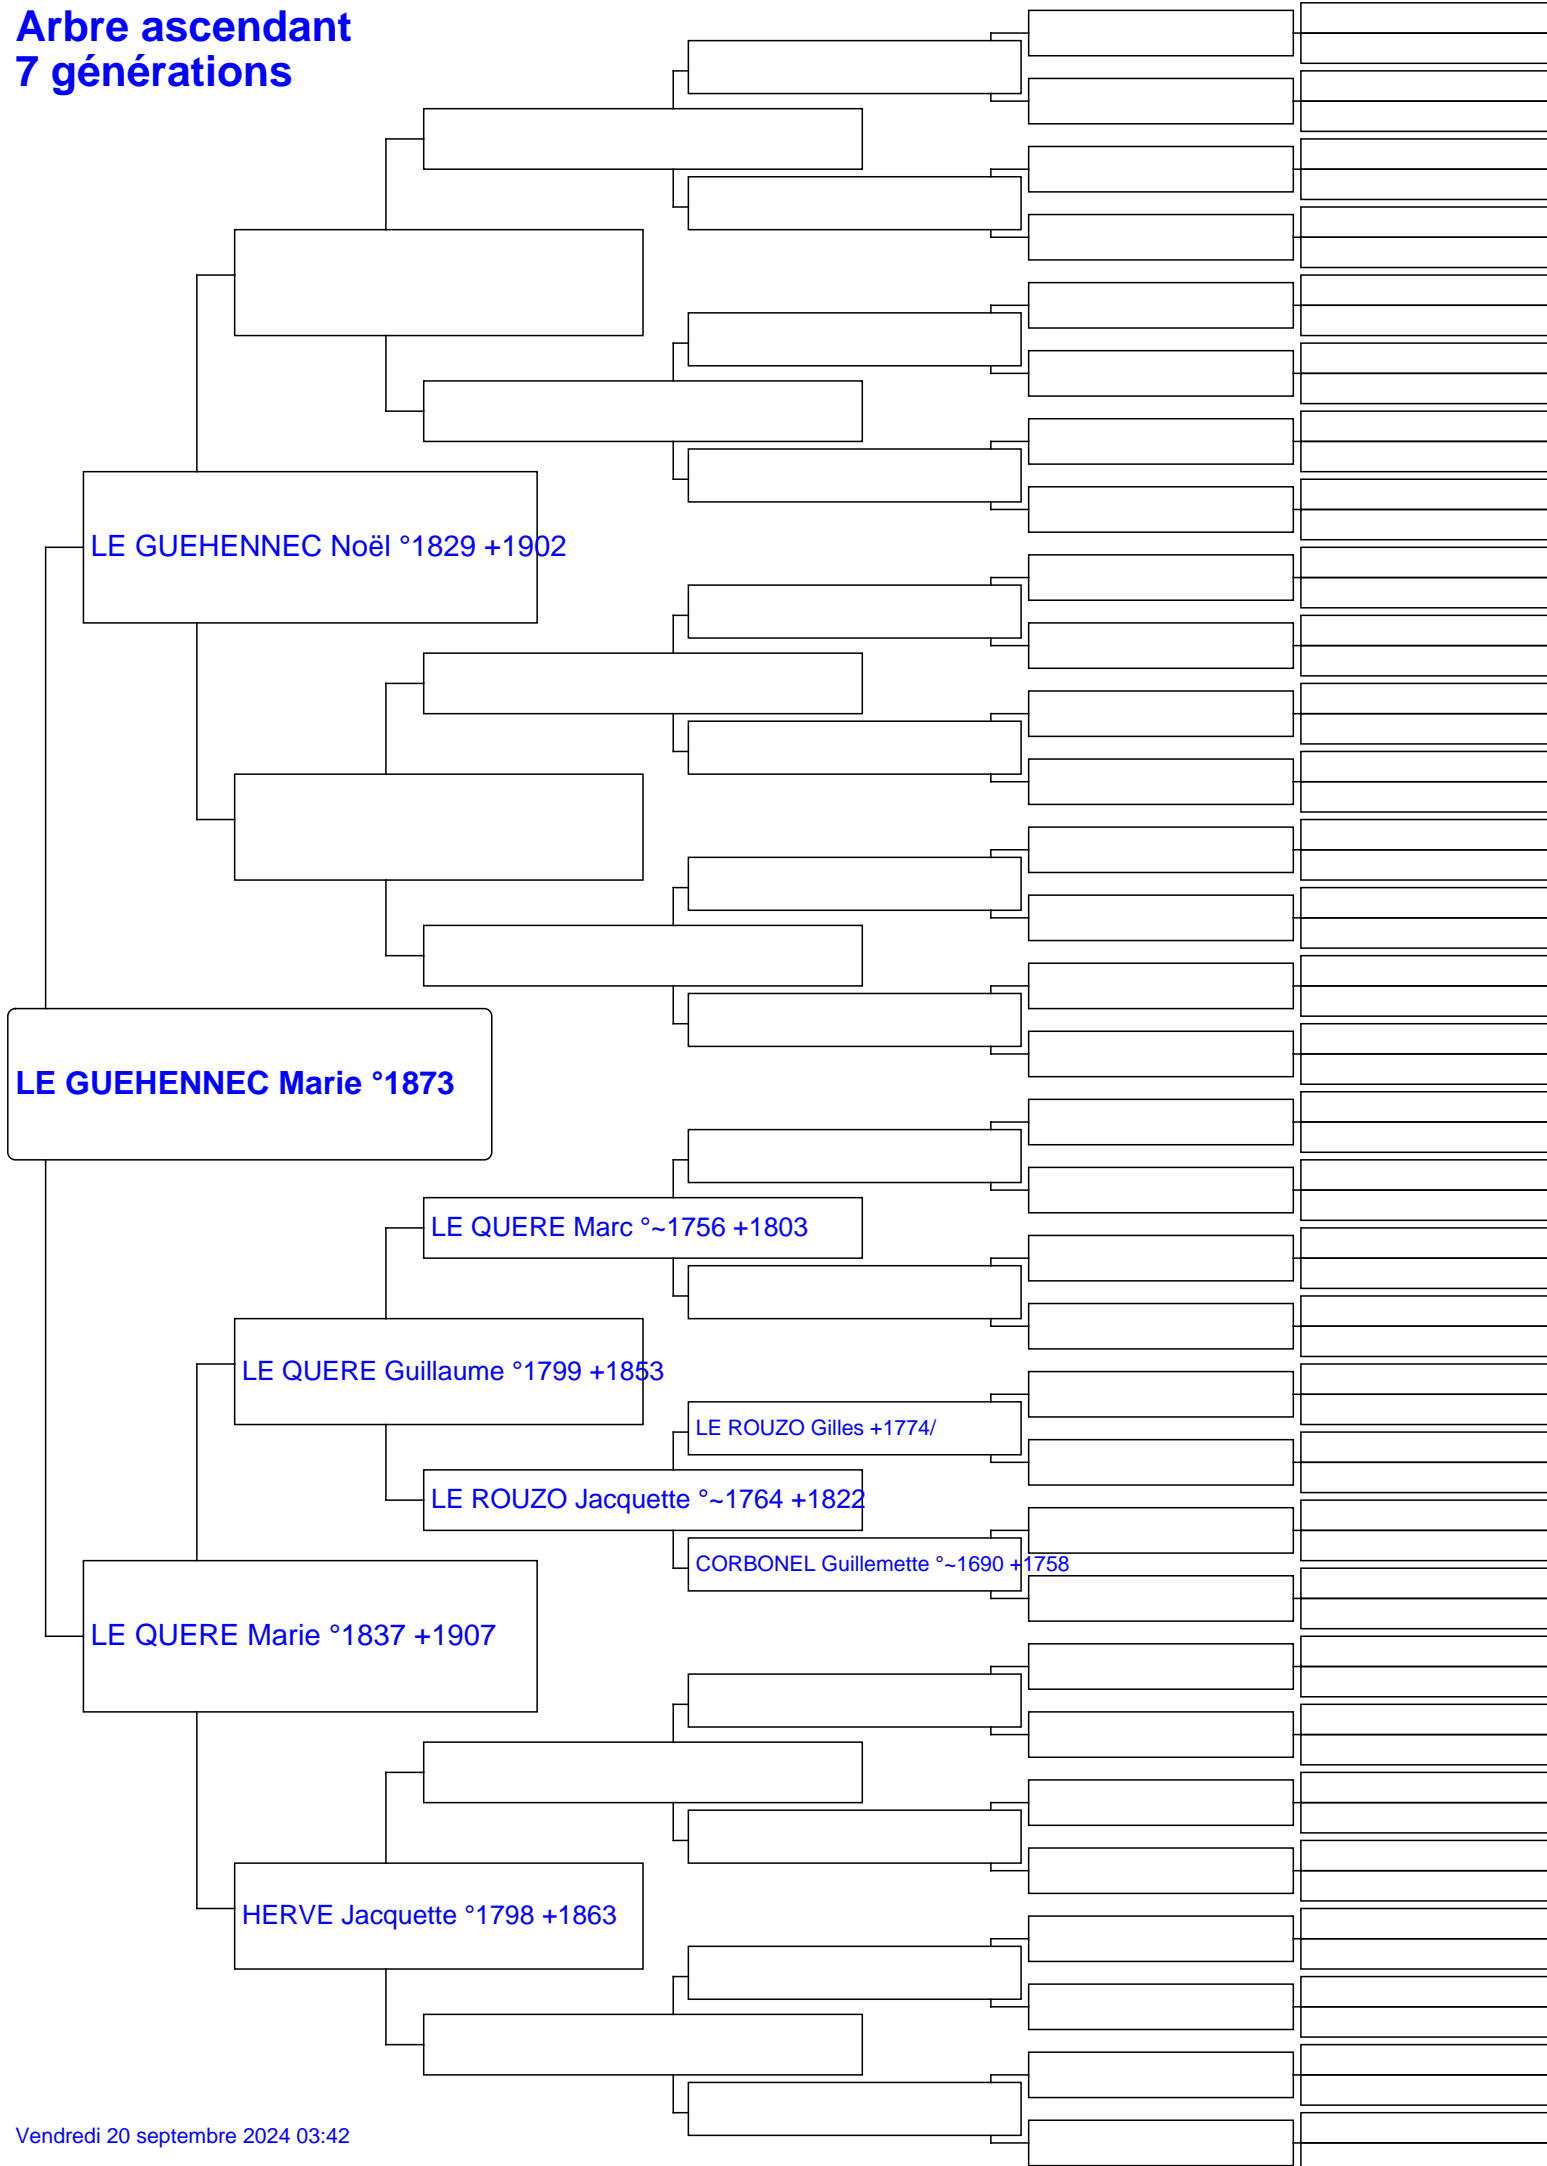 Arbre ascendant
7 générations
LE GUEHENNEC Noël °1829 +1902
LE GUEHENNEC Marie °1873
LE QUERE Marc °~1756 +1803
LE QUERE Guillaume °1799 +1853
LE ROUZO Gilles +1774/
LE ROUZO Jacquette °~1764 +1822
CORBONEL Guillemette °~1690 +1758
LE QUERE Marie °1837 +1907
HERVE Jacquette °1798 +1863
Vendredi 20 septembre 2024 03:42